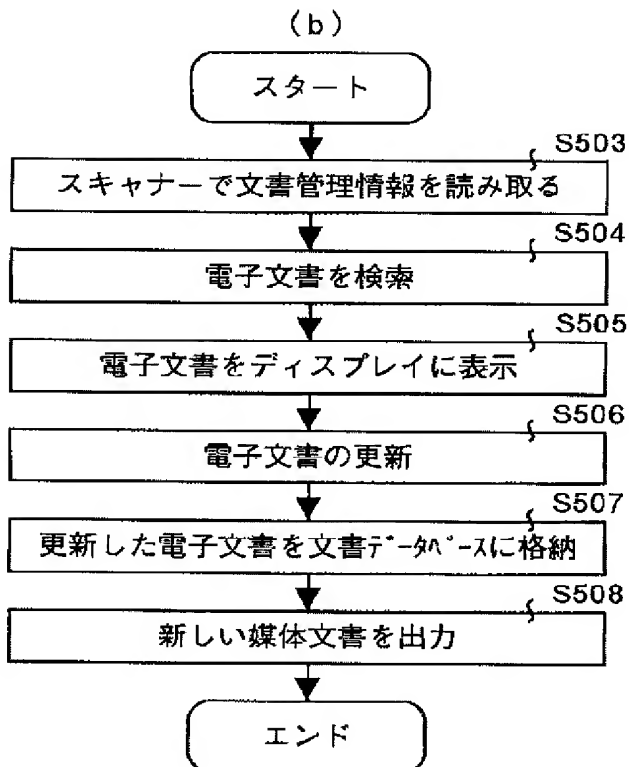 (b)
スタート
S503
スキャナーで文書管理情報を読み取る
S504
電子文書を検索
S505
電子文書をディスプレイに表示
S506
電子文書の更新
S507
更新した電子文書を文書ﾃﾞｰﾀﾍﾞｰｽに格納
S508
新しい媒体文書を出力
エンド